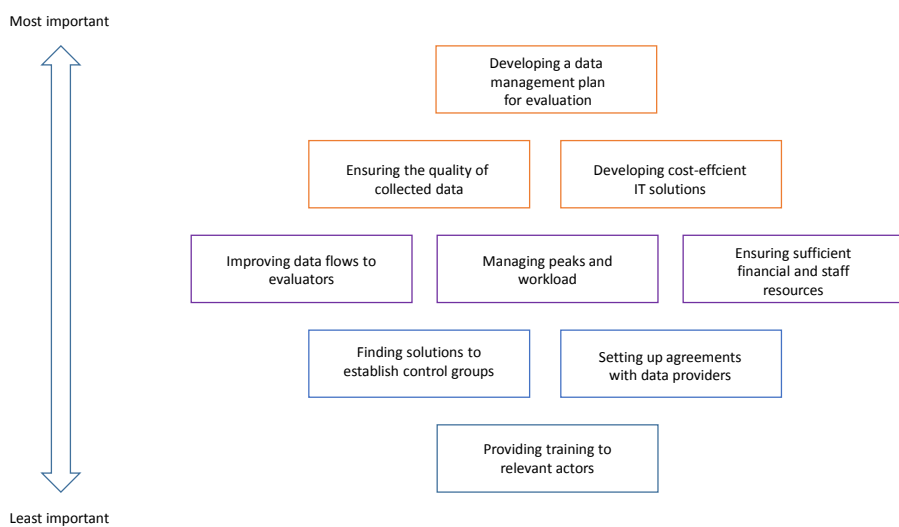 Most important
Developing a data
management plan
for evaluation
Ensuring the quality of
collected data
Developing cost-effcient
IT solutions
Improving data flows to
evaluators
Managing peaks and
workload
Ensuring sufficient
financial and staff
resources
Finding solutions to
establish control groups
Setting up agreements
with data providers
Providing training to
relevant actors
Least important